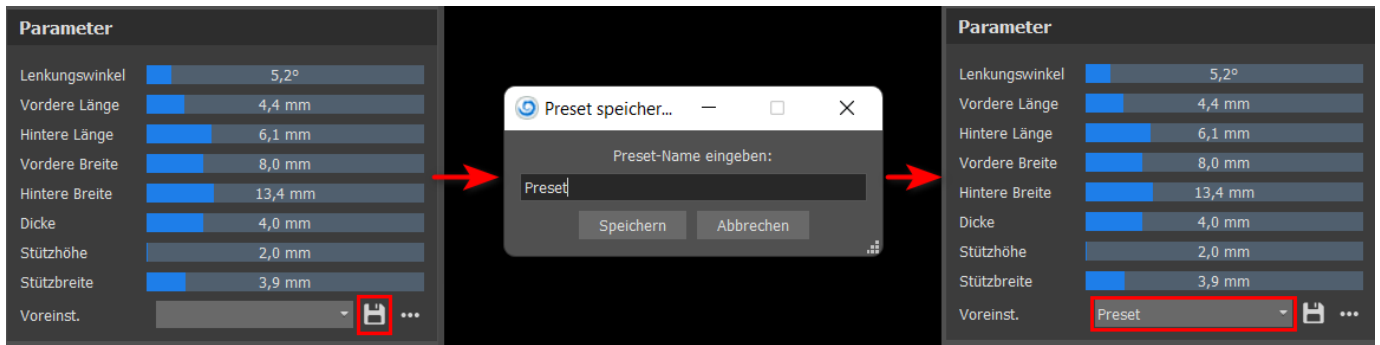 Parameter
Lenkungswinkel 5,2°
Vordere Länge 4,4 mm
Hintere Länge 6,1 mm
Vordere Breite 8,0 mm
Hintere Breite 13,4 mm
Dicke 4,0 mm
Stützhöhe 2,0 mm
Stützbreite 3,9 mm
Voreinst.
Preset speicher...
Preset-Name eingeben:
Preset
Speichern Abbrechen
Parameter
Lenkungswinkel 5,2°
Vordere Länge 4,4 mm
Hintere Länge 6,1 mm
Vordere Breite 8,0 mm
Hintere Breite 13,4 mm
Dicke 4,0 mm
Stützhöhe 2,0 mm
Stützbreite 3,9 mm
Voreinst. Preset